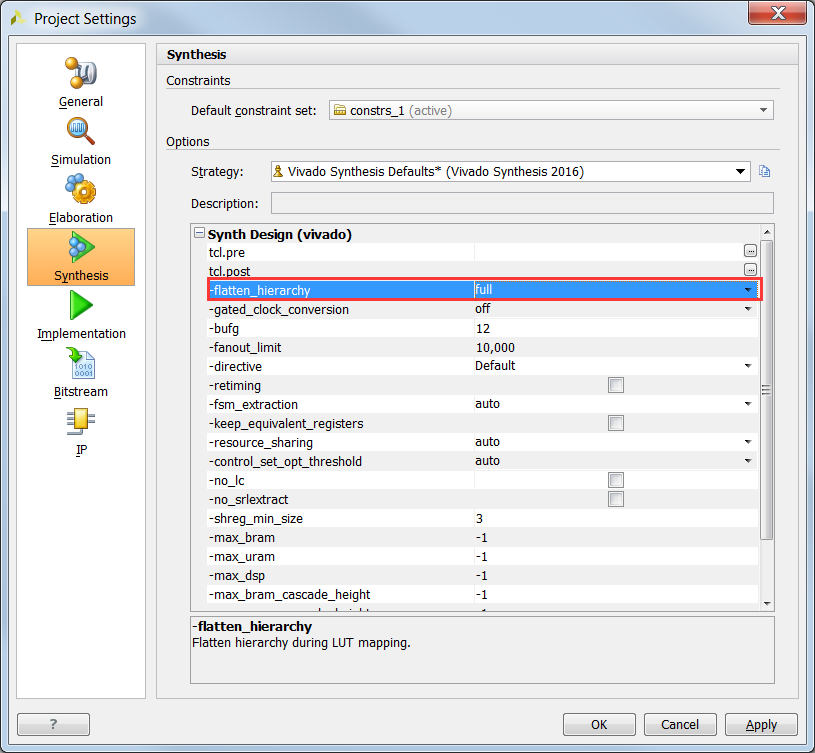 Project Settings
General
Simulation
Elaboration
Synthesis
Implementation
Bitstream
IP
Synthesis
Constraints
Default constraint set: constrs_1 (active)
Options
Strategy: Vivado Synthesis Defaults* (Vivado Synthesis 2016)
Description:
Synth Design (vivado)
tcl.pre ...
tcl.post ...
-flatten_hierarchy full
-gated_clock_conversion off
-bufg 12
-fanout_limit 10,000
-directive Default
-retiming
-fsm_extraction auto
-keep_equivalent_registers
-resource_sharing auto
-control_set_opt_threshold auto
-no_lc
-no_srlextract
-shreg_min_size 3
-max_bram -1
-max_uram -1
-max_dsp -1
-max_bram_cascade_height -1
-flatten_hierarchy
Flatten hierarchy during LUT mapping.
? OK Cancel Apply